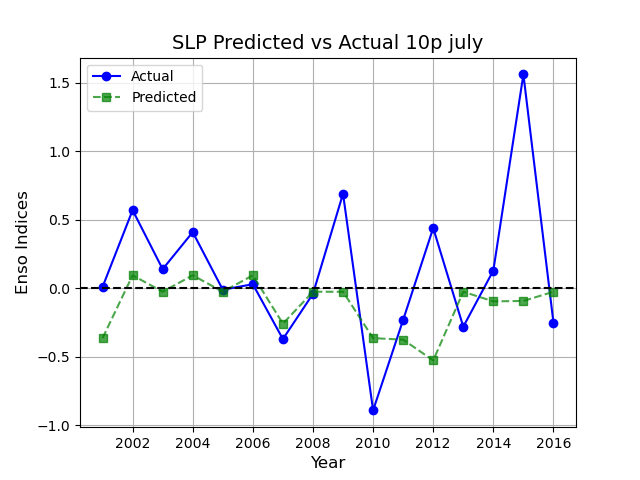 SLP Predicted vs Actual 10p july
Actual
Predicted
1.5
1.0
0.5
0.0
−0.5
−1.0
Enso Indices
2002 2004 2006 2008 2010 2012 2014 2016
Year